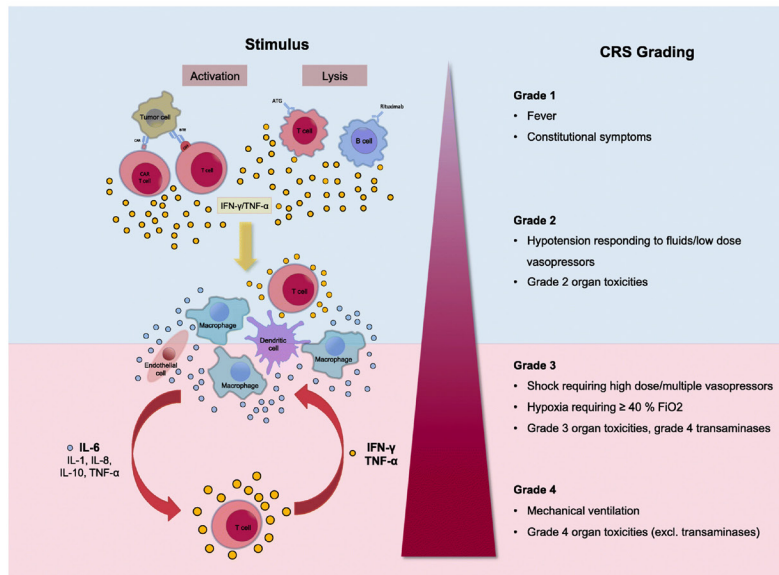 Stimulus
Activation
Lysis
Tumor cell
CAR
BiTE
CAR
T cell
T cell
ATG
T cell
Rituximab
B cell
IFN-γ/TNF-α
T cell
Macrophage
Dendritic
cell
Macrophage
Endothelial
cell
Macrophage
IL-6
IL-1, IL-8,
IL-10, TNF-α
IFN-γ
TNF-α
T cell
CRS Grading
Grade 1
• Fever
• Constitutional symptoms
Grade 2
• Hypotension responding to fluids/low dose
vasopressors
• Grade 2 organ toxicities
Grade 3
• Shock requiring high dose/multiple vasopressors
• Hypoxia requiring ≥ 40 % FiO2
• Grade 3 organ toxicities, grade 4 transaminases
Grade 4
• Mechanical ventilation
• Grade 4 organ toxicities (excl. transaminases)